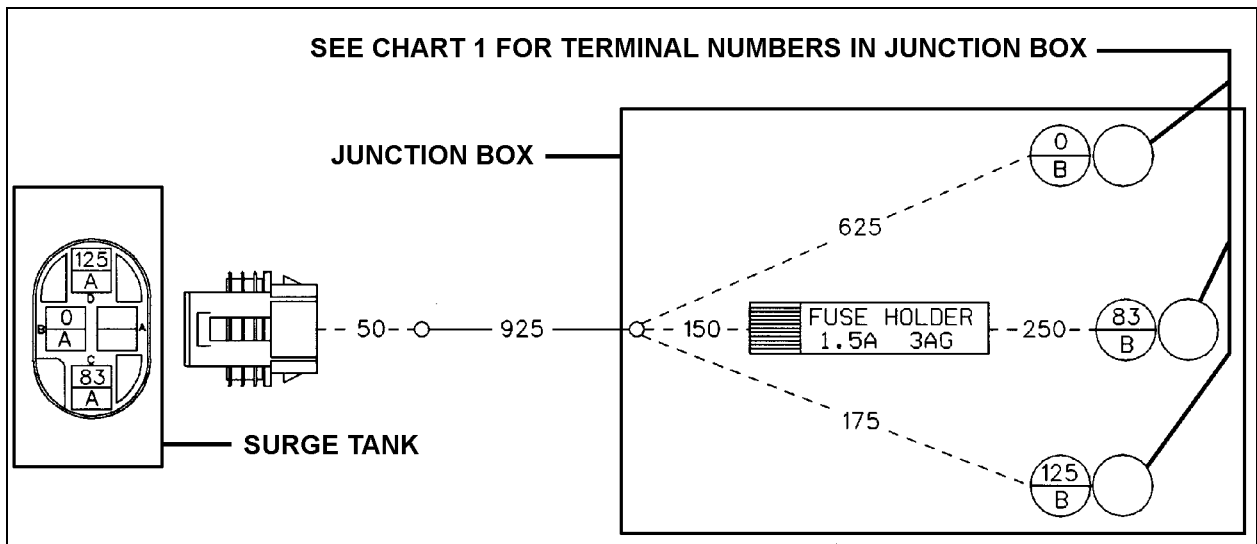 SEE CHART 1 FOR TERMINAL NUMBERS IN JUNCTION BOX
JUNCTION BOX
0
B
625
125
A
D
B
0
A
A
C
83
A
50
925
150
FUSE HOLDER
1.5A 3AG
250
83
B
175
SURGE TANK
125
B